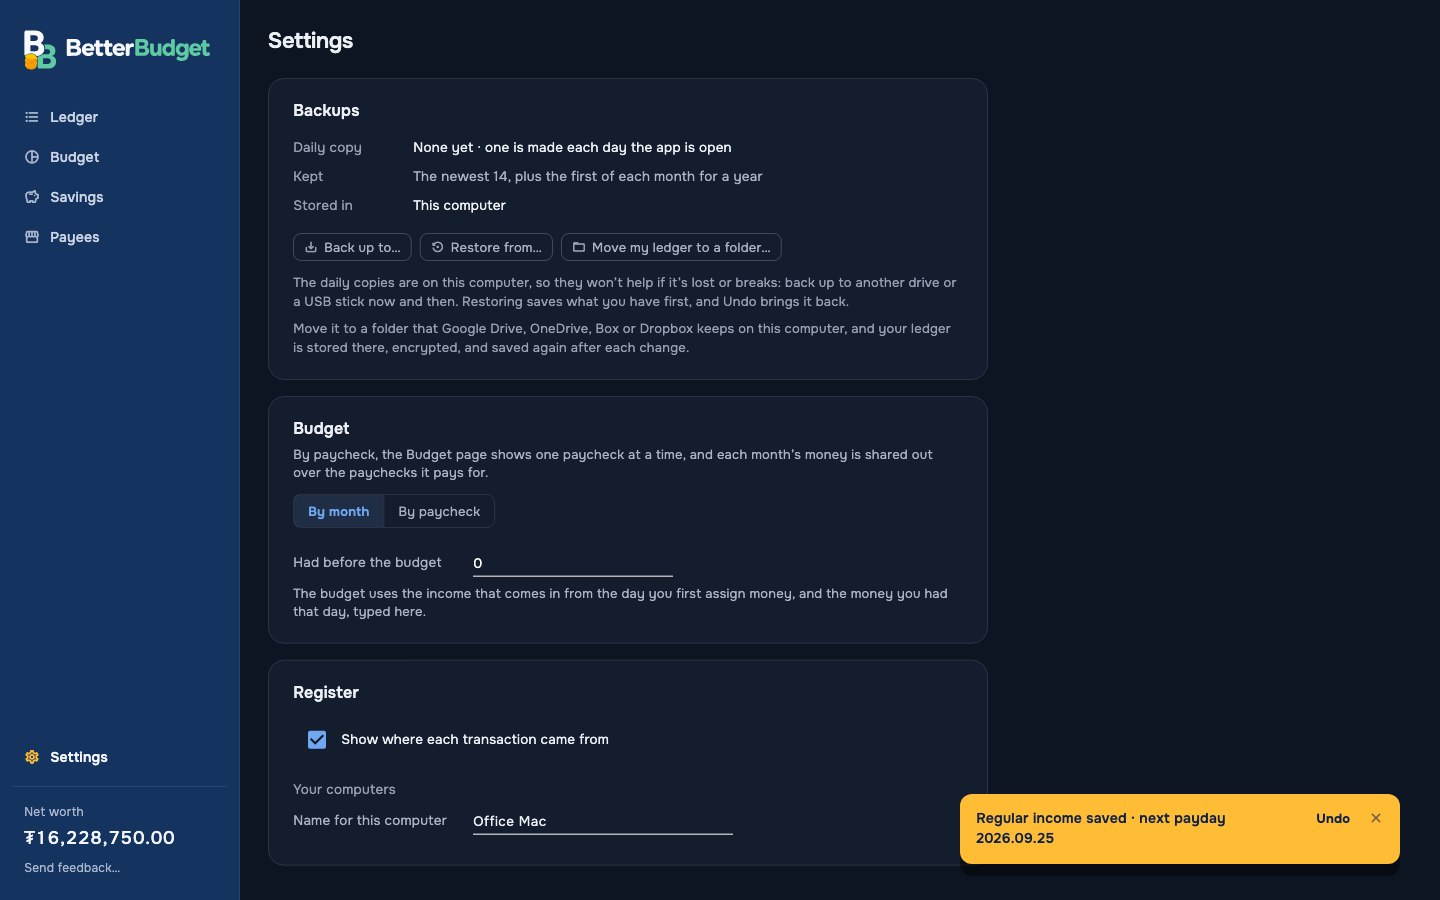 BetterBudget
Ledger
Budget
Savings
Payees
Settings
Net worth
₮16,228,750.00
Send feedback...
Settings
Backups
Daily copy None yet · one is made each day the app is open
Kept The newest 14, plus the first of each month for a year
Stored in This computer
Back up to... Restore from... Move my ledger to a folder...
The daily copies are on this computer, so they won’t help if it’s lost or breaks: back up to another drive or
a USB stick now and then. Restoring saves what you have first, and Undo brings it back.
Move it to a folder that Google Drive, OneDrive, Box or Dropbox keeps on this computer, and your ledger
is stored there, encrypted, and saved again after each change.
Budget
By paycheck, the Budget page shows one paycheck at a time, and each month’s money is shared out
over the paychecks it pays for.
By month By paycheck
Had before the budget 0
The budget uses the income that comes in from the day you first assign money, and the money you had
that day, typed here.
Register
Show where each transaction came from
Your computers
Name for this computer Office Mac
Regular income saved · next payday
2026.09.25
Undo